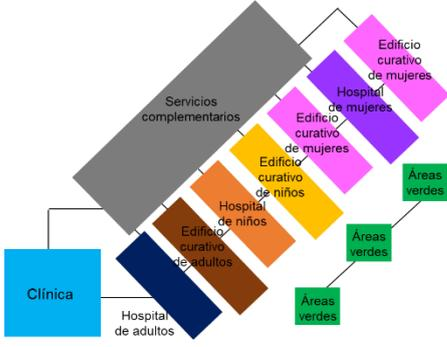 Edificio
curativo
de mujeres
Hospital
de mujeres
Servicios
complementarios
Edificio
curativo
de mujeres
Edificio
curativo
de niños
Áreas
verdes
Hospital
de niños
Edificio
curativo
de adultos
Áreas
verdes
Clínica
Áreas
verdes
Hospital
de adultos